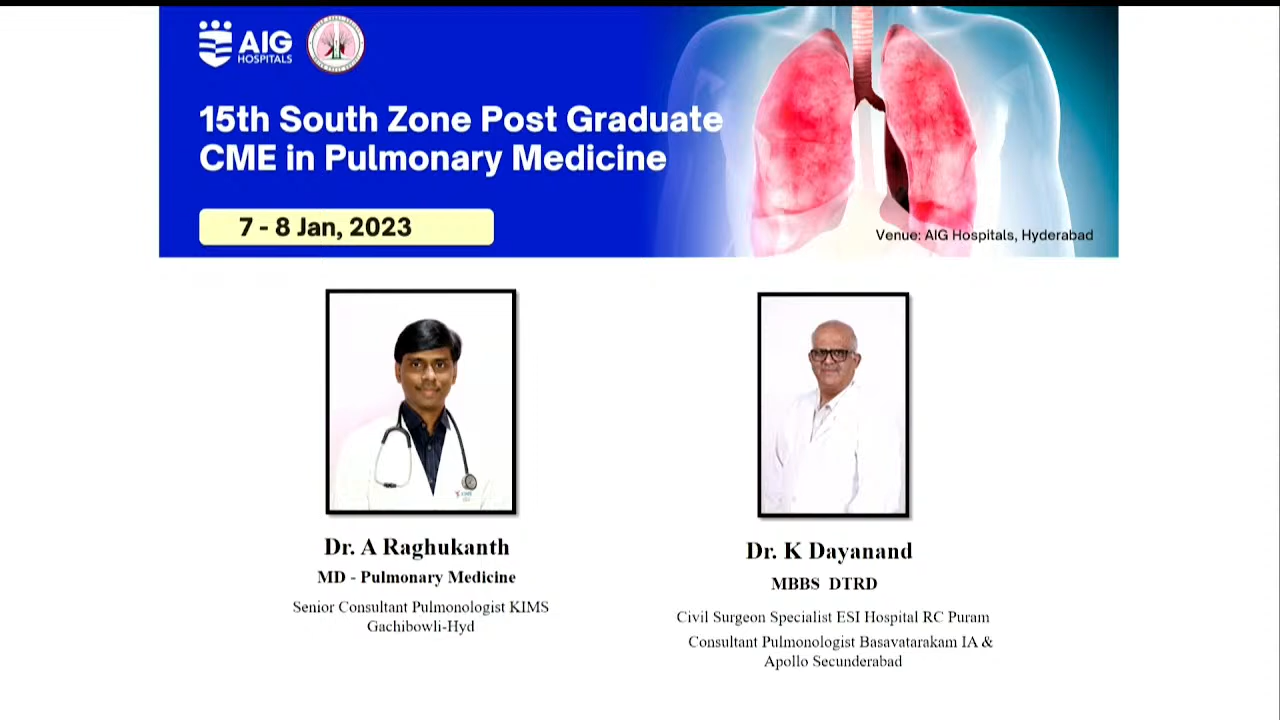 AIG
HOSPITALS
15th South Zone Post Graduate
CME in Pulmonary Medicine
7 - 8 Jan, 2023
Venue: AIG Hospitals, Hyderabad
Dr. A Raghukanth
MD - Pulmonary Medicine
Senior Consultant Pulmonologist KIMS
Gachibowli-Hyd
Dr. K Dayanand
MBBS DTRD
Civil Surgeon Specialist ESI Hospital RC Puram
Consultant Pulmonologist Basavatarakam IA &
Apollo Secunderabad